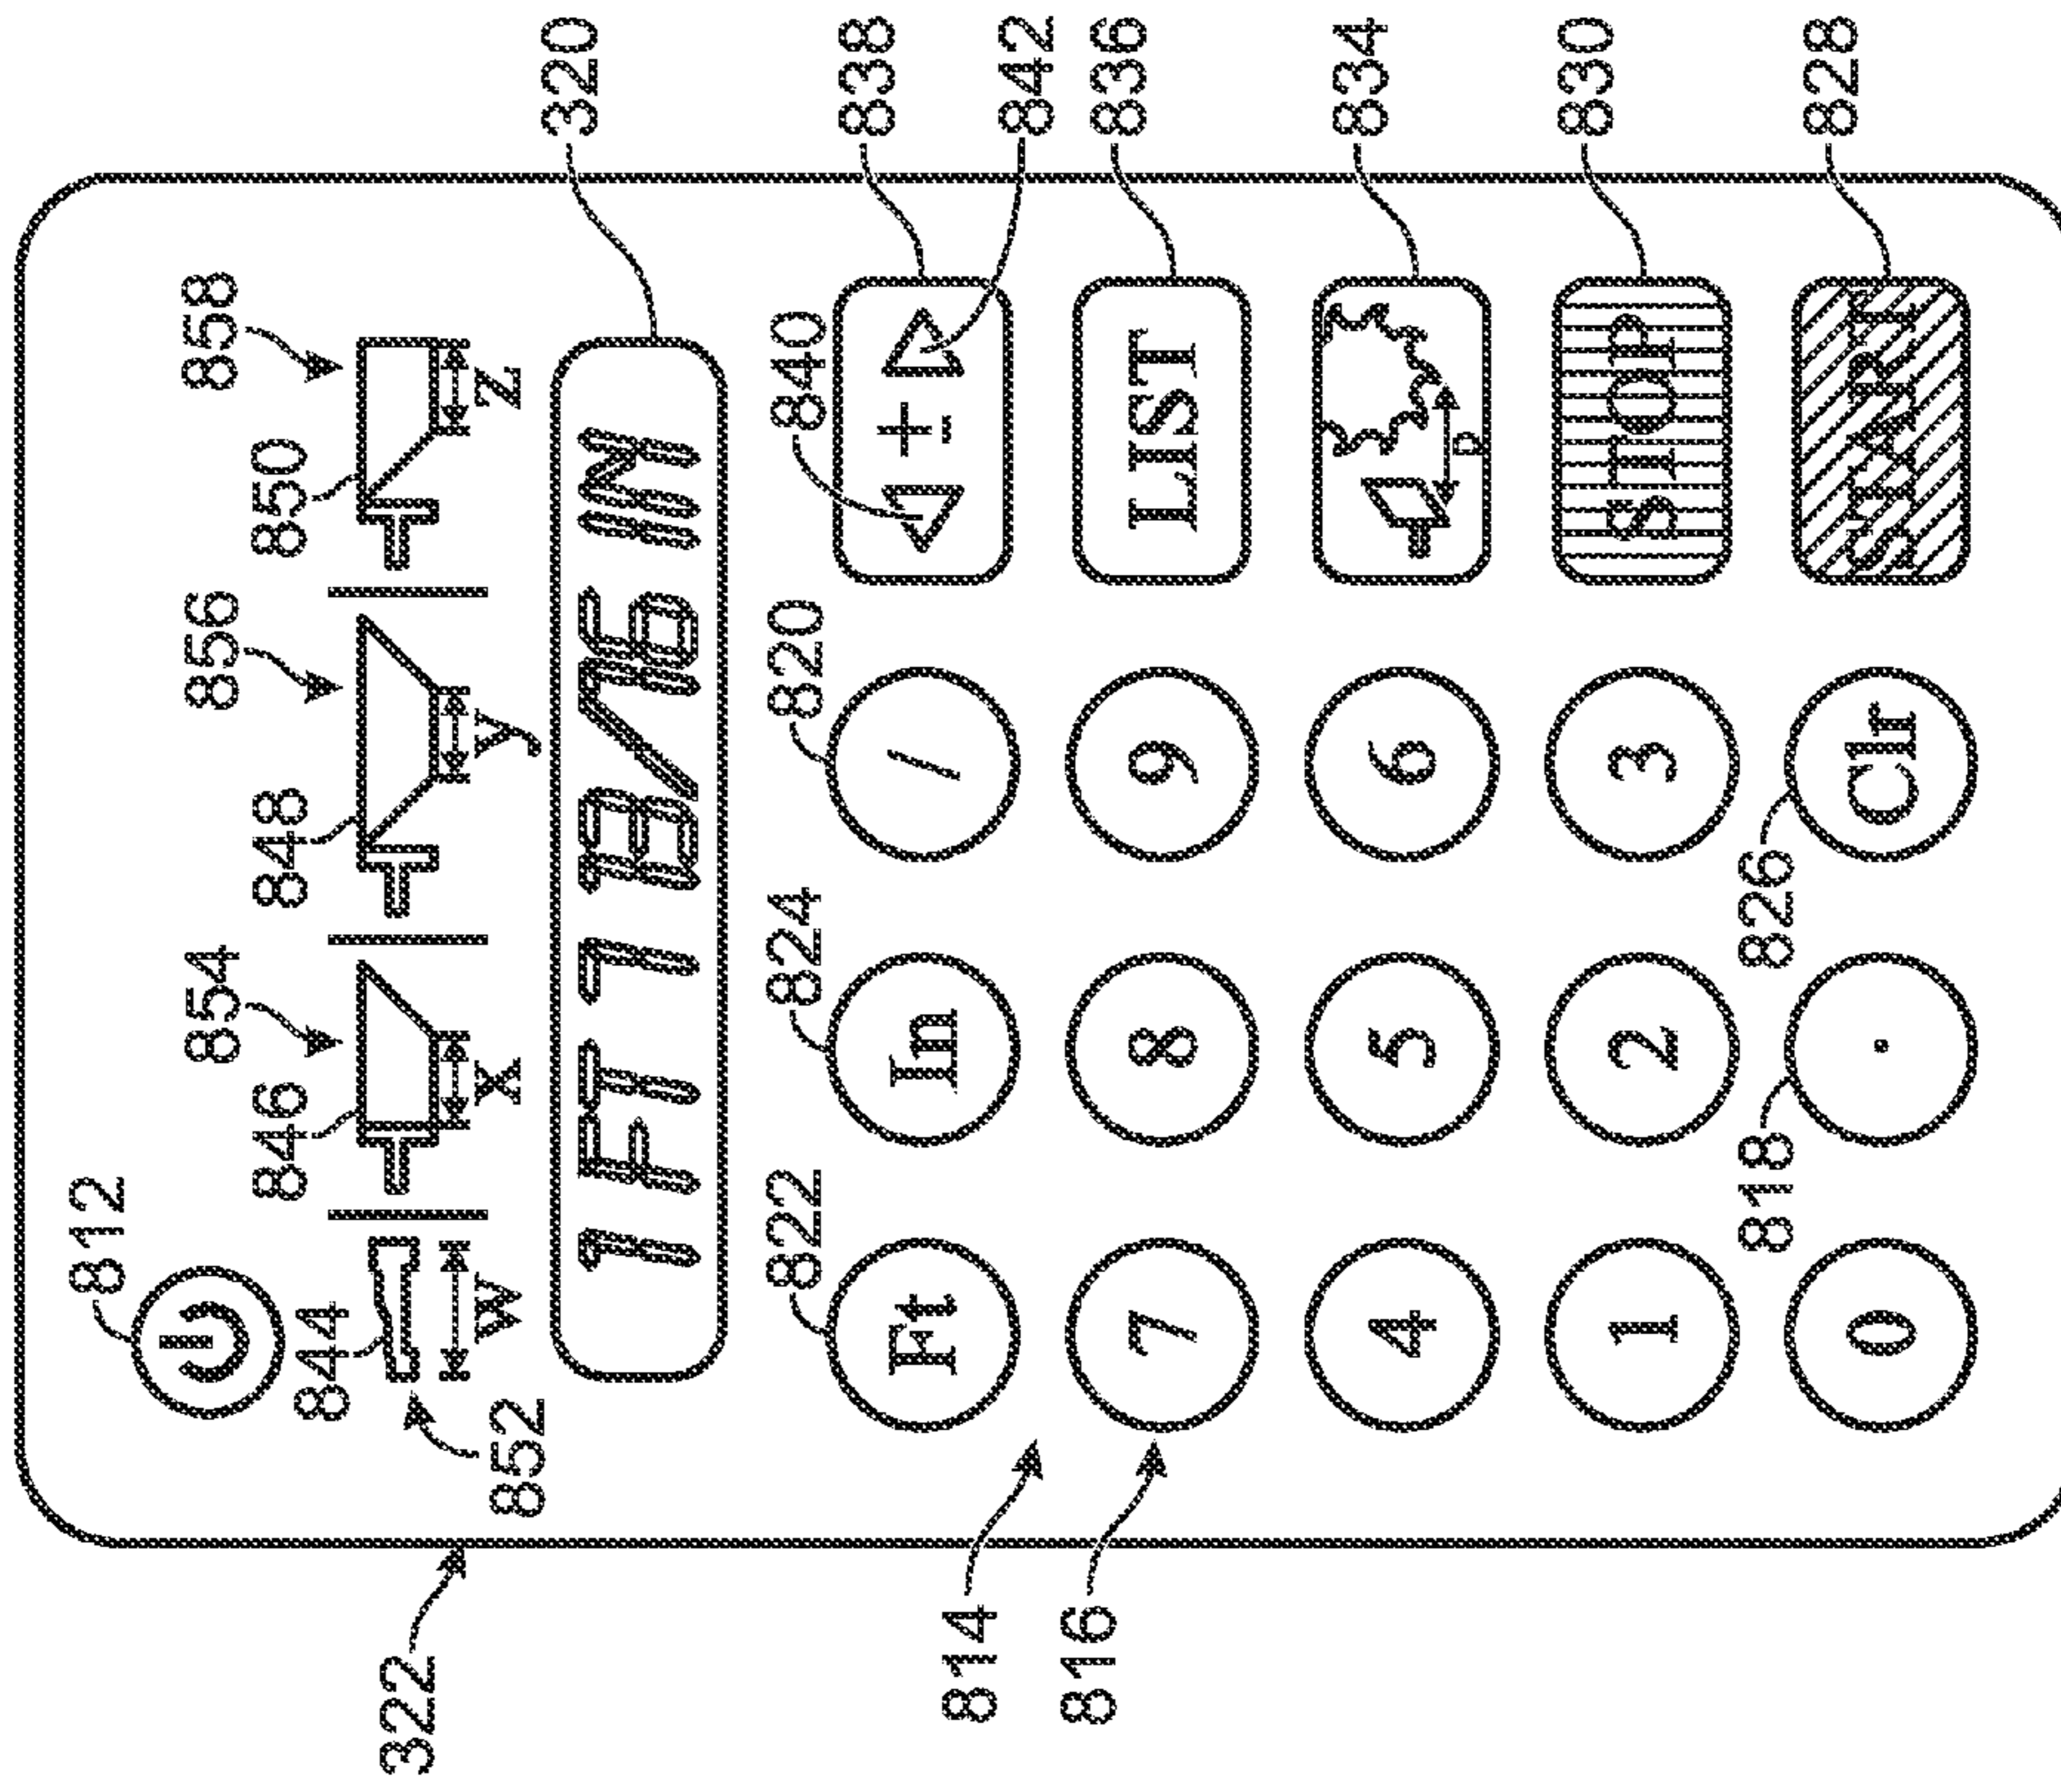 812
854 856 858
846 848 850
844
322
W X y Z
852
320
1 FT 7 13/16 IN
822 824 820 840
838
Ft In / ±
814
842
816 836
7 8 9 LIST
834
4 5 6
D
830
1 2 3 STOP
818 826
828
0 . Clr START